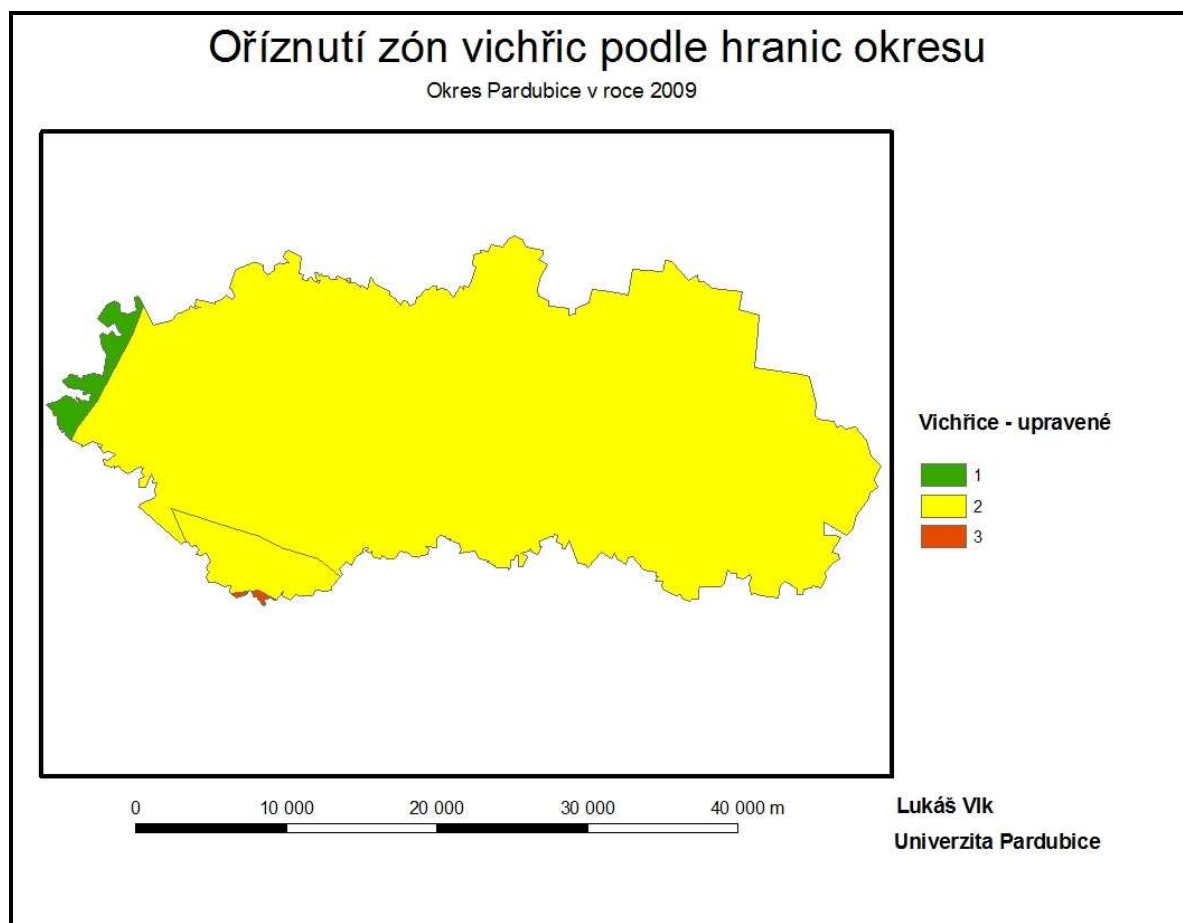 Oříznutí zón vichřic podle hranic okresu
Okres Pardubice v roce 2009
Vichřice - upravené
1
2
3
0 10 000 20 000 30 000 40 000 m
Lukáš Vlk
Univerzita Pardubice